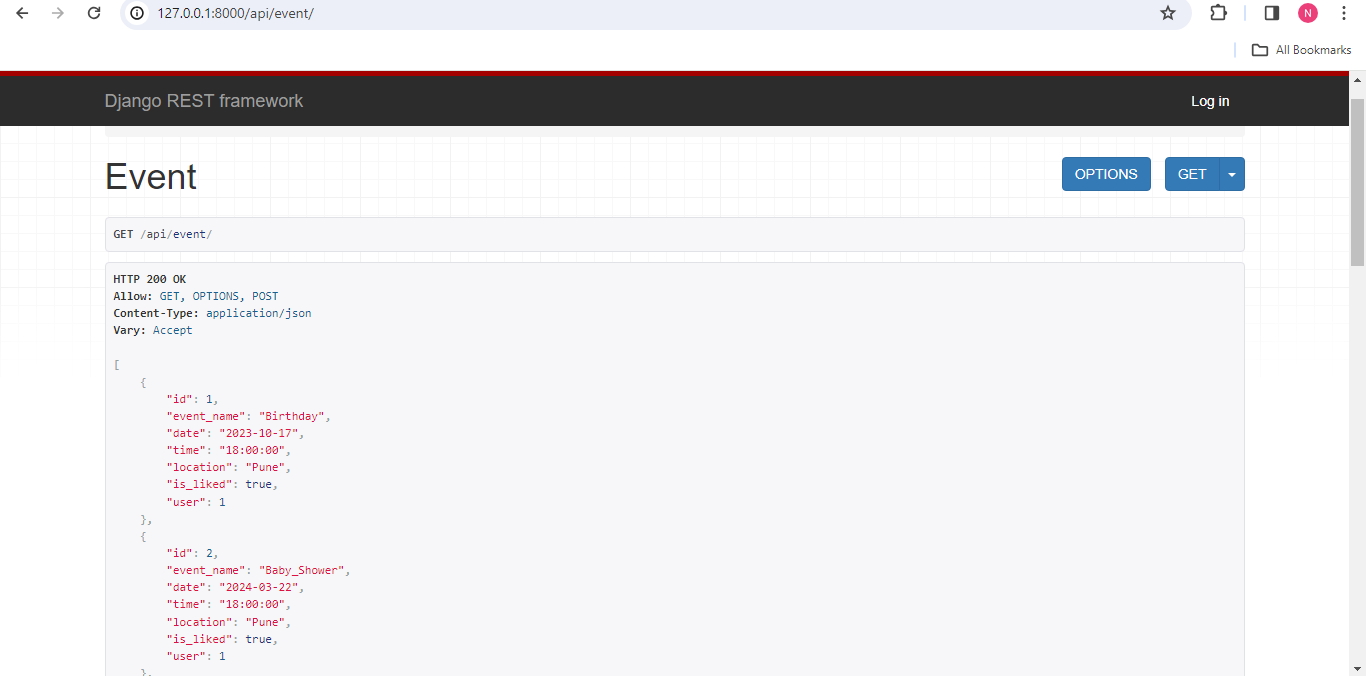 127.0.0.1:8000/api/event/
N
All Bookmarks
Django REST framework
Log in
Event
OPTIONS
GET
GET /api/event/
HTTP 200 OK
Allow: GET, OPTIONS, POST
Content-Type: application/json
Vary: Accept
[
    {
        "id": 1,
        "event_name": "Birthday",
        "date": "2023-10-17",
        "time": "18:00:00",
        "location": "Pune",
        "is_liked": true,
        "user": 1
    },
    {
        "id": 2,
        "event_name": "Baby_Shower",
        "date": "2024-03-22",
        "time": "18:00:00",
        "location": "Pune",
        "is_liked": true,
        "user": 1
    },